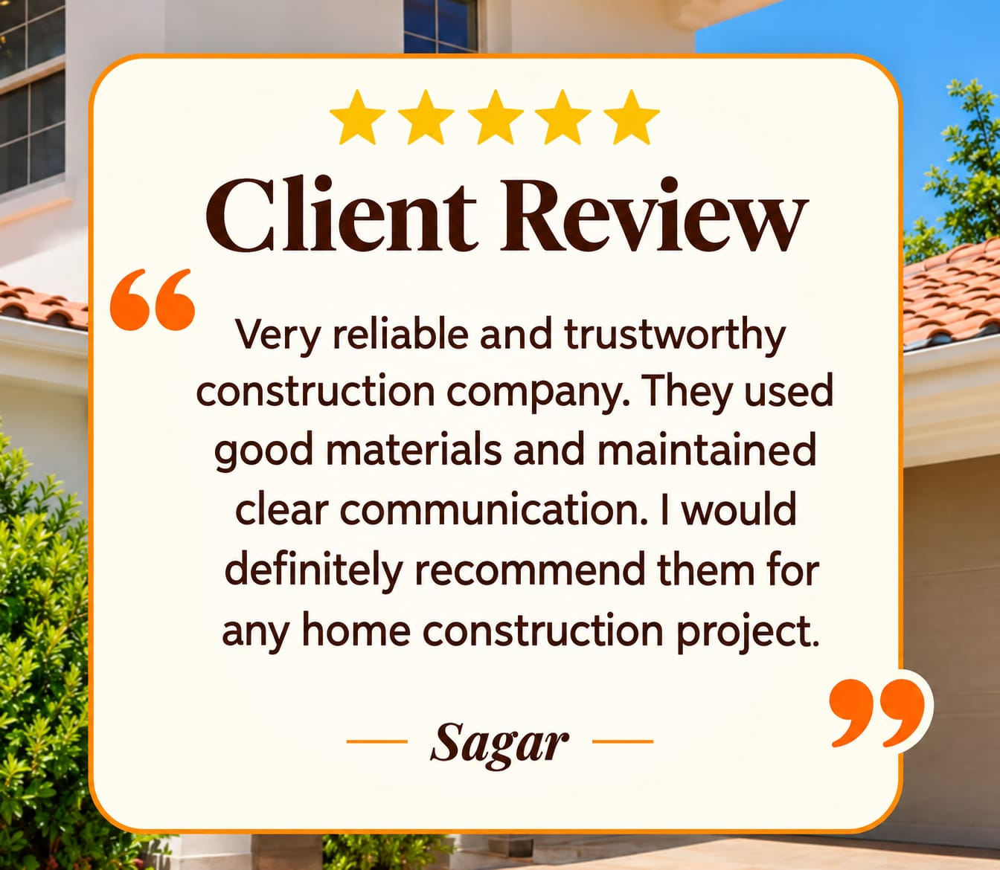 Client Review
“ Very reliable and trustworthy
construction company. They used
good materials and maintained
clear communication. I would
definitely recommend them for
any home construction project. ”
— Sagar —